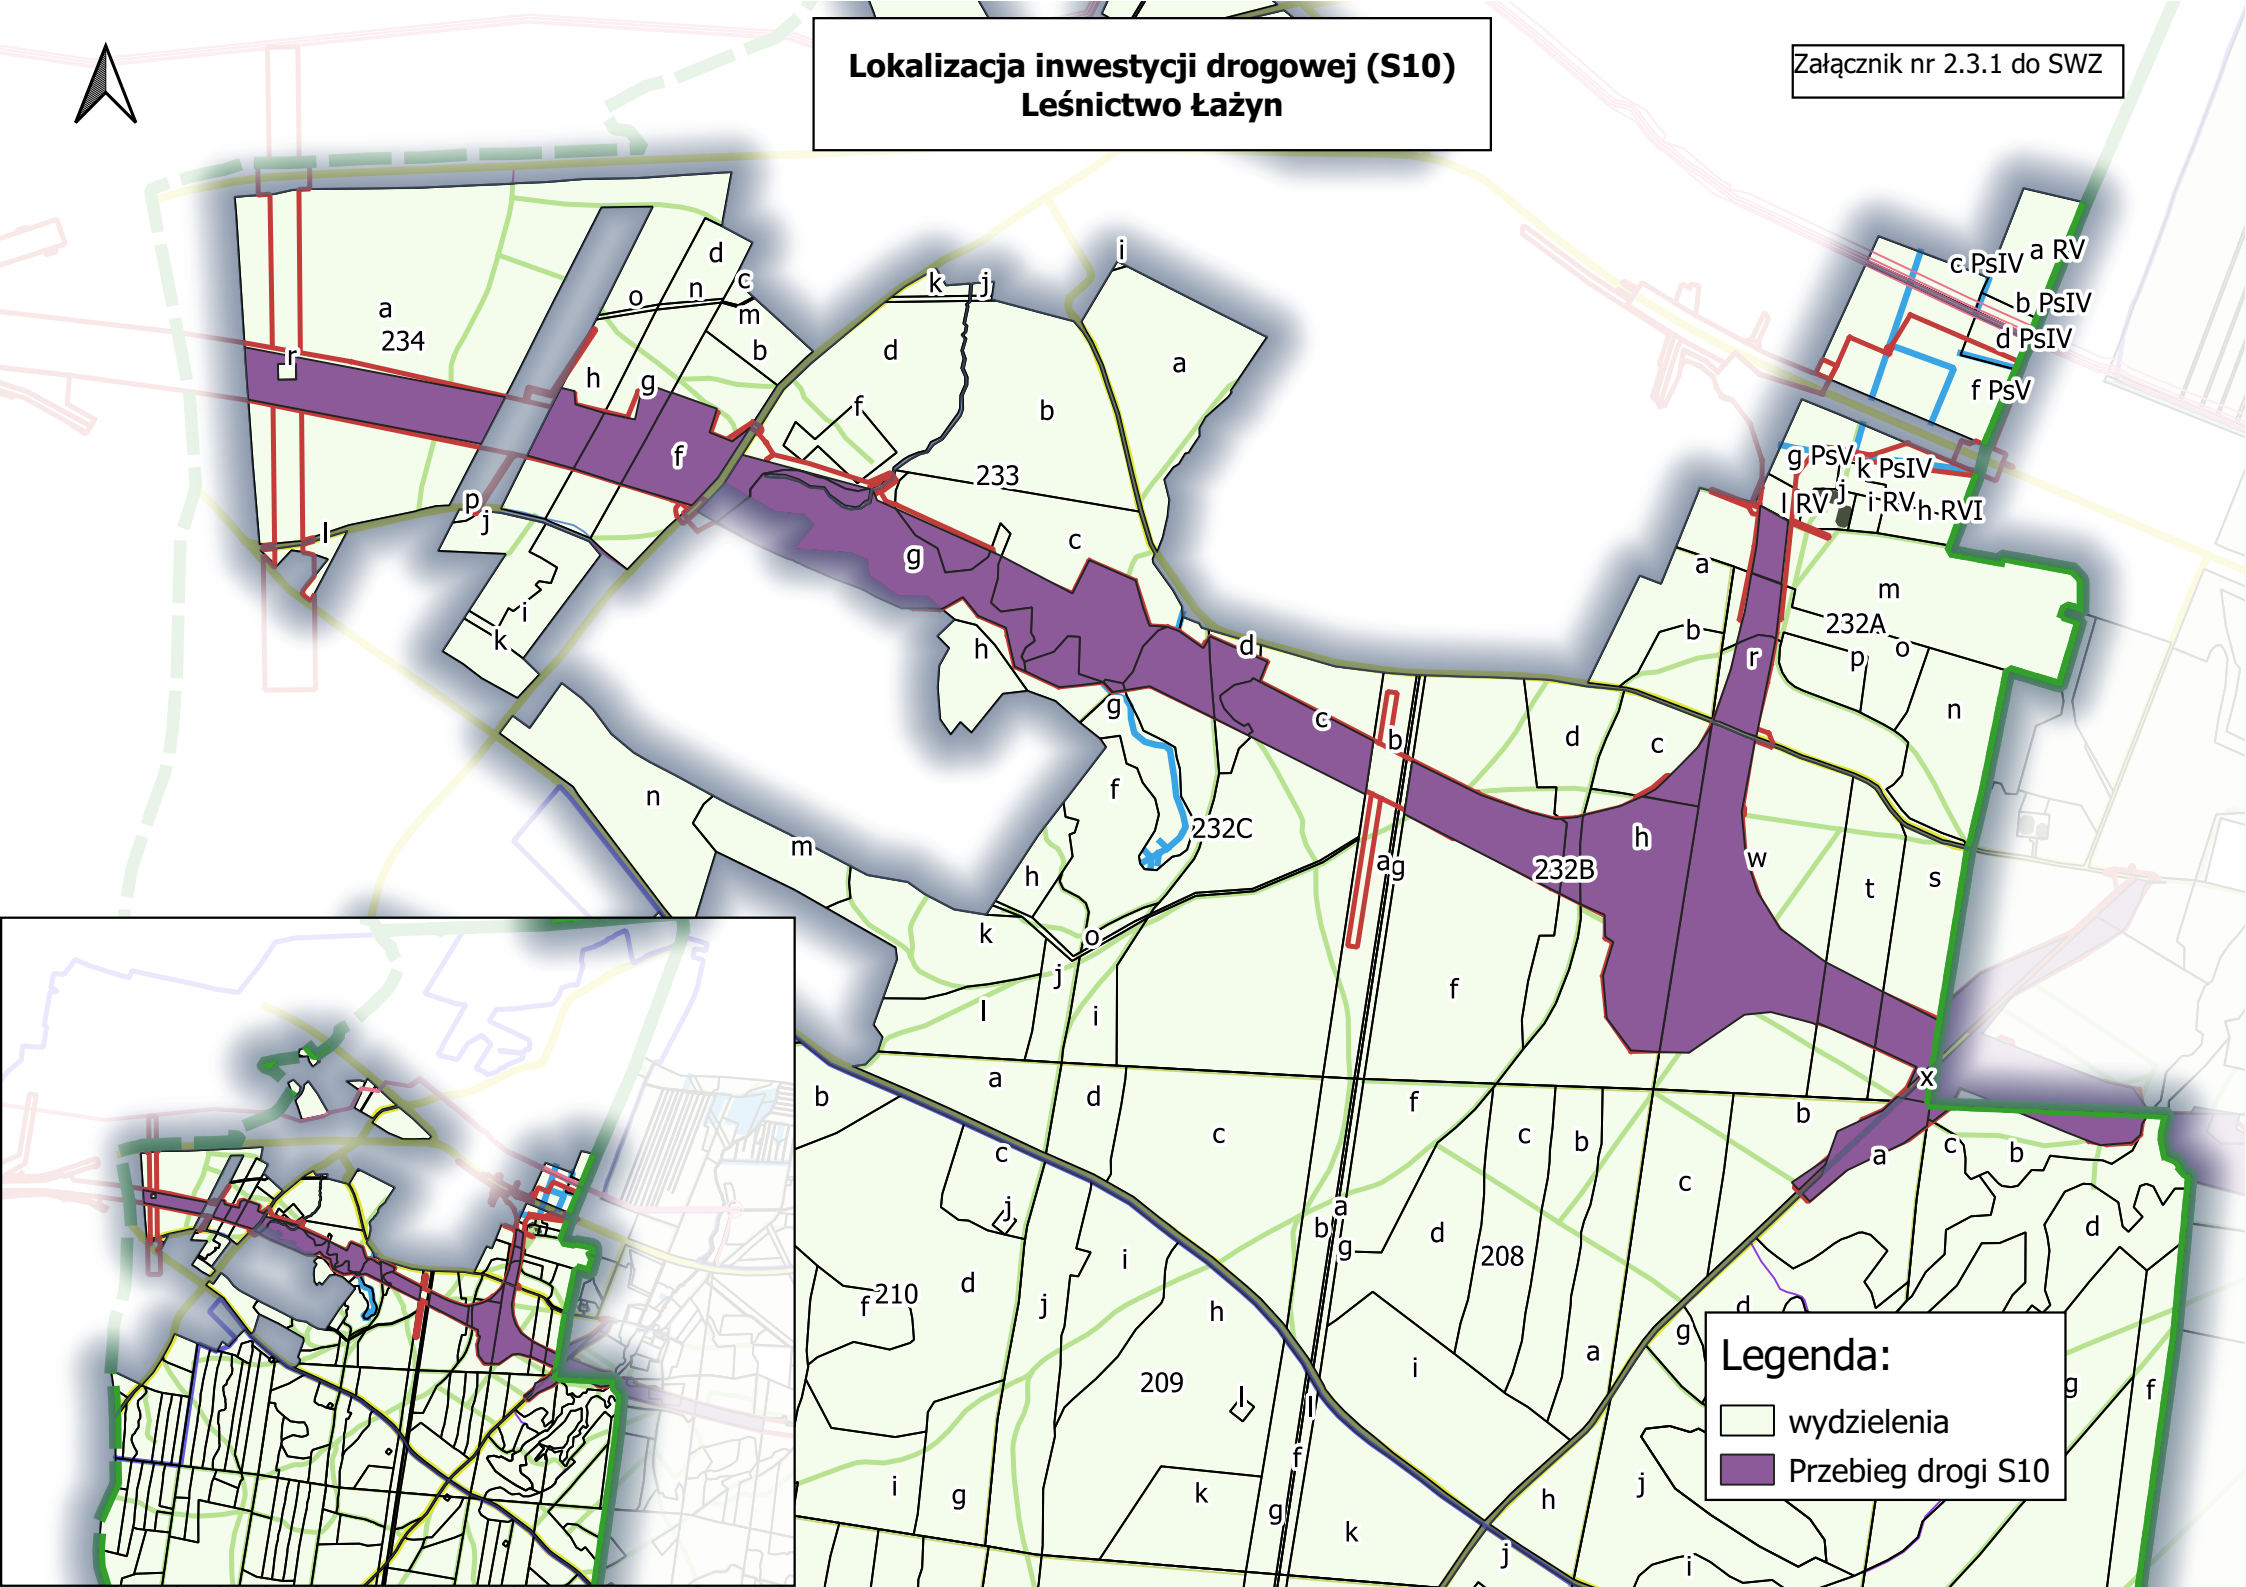 Lokalizacja inwestycji drogowej (S10)
Leśnictwo Łażyn
Załącznik nr 2.3.1 do SWZ
a
234
r
l
o
n
d
c
m
b
h
g
f
p
j
i
k
k
j
d
f
b
i
a
233
c
g
h
d
c PsIV
a RV
b PsIV
d PsIV
f PsV
g PsV
k PsIV
j
l RV
i RV
h RVI
a
b
m
232A
o
p
r
n
c
b
d
c
g
f
232C
h
n
m
k
o
j
l
i
a
g
232B
h
w
t
s
f
x
b
a
d
c
f
c
b
c
b
a
c
b
d
c
j
i
d
210
f
j
h
209
l
a
b
g
d
208
i
a
g
d
l
f
i
g
k
g
k
h
j
j
i
g
f
Legenda:
wydzielenia
Przebieg drogi S10